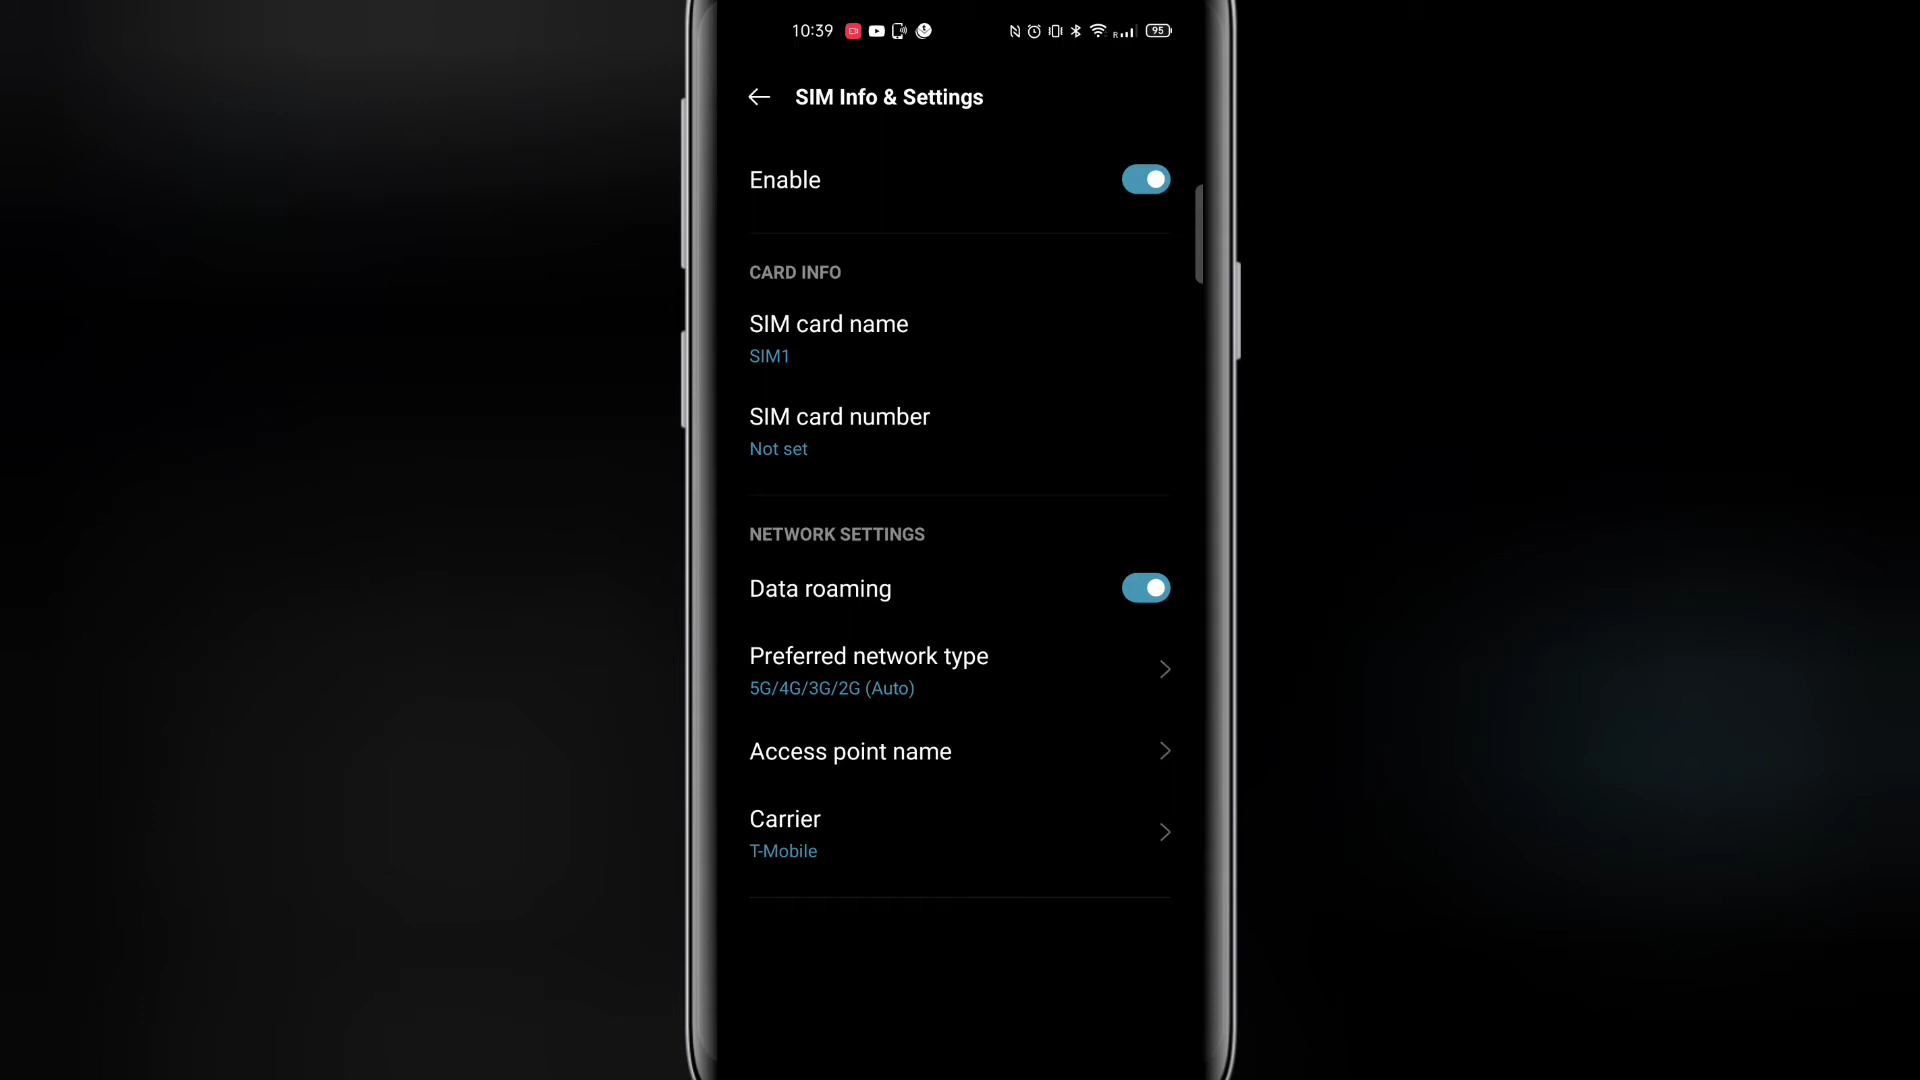 10:39
R
95
SIM Info & Settings
Enable
CARD INFO
SIM card name
SIM1
SIM card number
Not set
NETWORK SETTINGS
Data roaming
Preferred network type
5G/4G/3G/2G (Auto)
Access point name
Carrier
T-Mobile